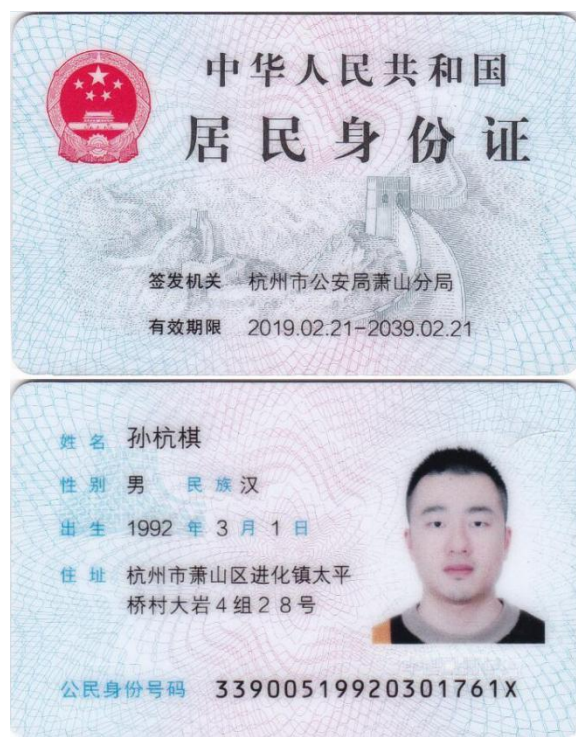 中华人民共和国
居民身份证
签发机关 杭州市公安局萧山分局
有效期限 2019.02.21-2039.02.21
姓名 孙杭棋
性别 男 民族 汉
出生 1992 年 3 月 1 日
住址 杭州市萧山区进化镇太平
桥村大岩4组28号
公民身份号码 33900519920301761X